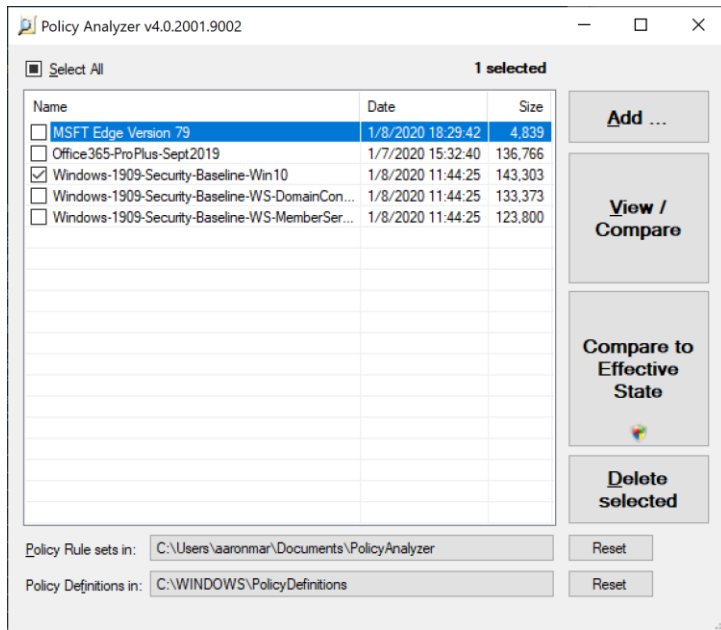 Policy Analyzer v4.0.2001.9002
Select All 1 selected
Name Date Size
MSFT Edge Version 79 1/8/2020 18:29:42 4,839
Office365-ProPlus-Sept2019 1/7/2020 15:32:40 136,766
Windows-1909-Security-Baseline-Win10 1/8/2020 11:44:25 143,303
Windows-1909-Security-Baseline-WS-DomainCon... 1/8/2020 11:44:25 133,373
Windows-1909-Security-Baseline-WS-MemberSer... 1/8/2020 11:44:25 123,800
Add ...
View /
Compare
Compare to
Effective
State
Delete
selected
Policy Rule sets in: C:\Users\aaronmar\Documents\PolicyAnalyzer Reset
Policy Definitions in: C:\WINDOWS\PolicyDefinitions Reset